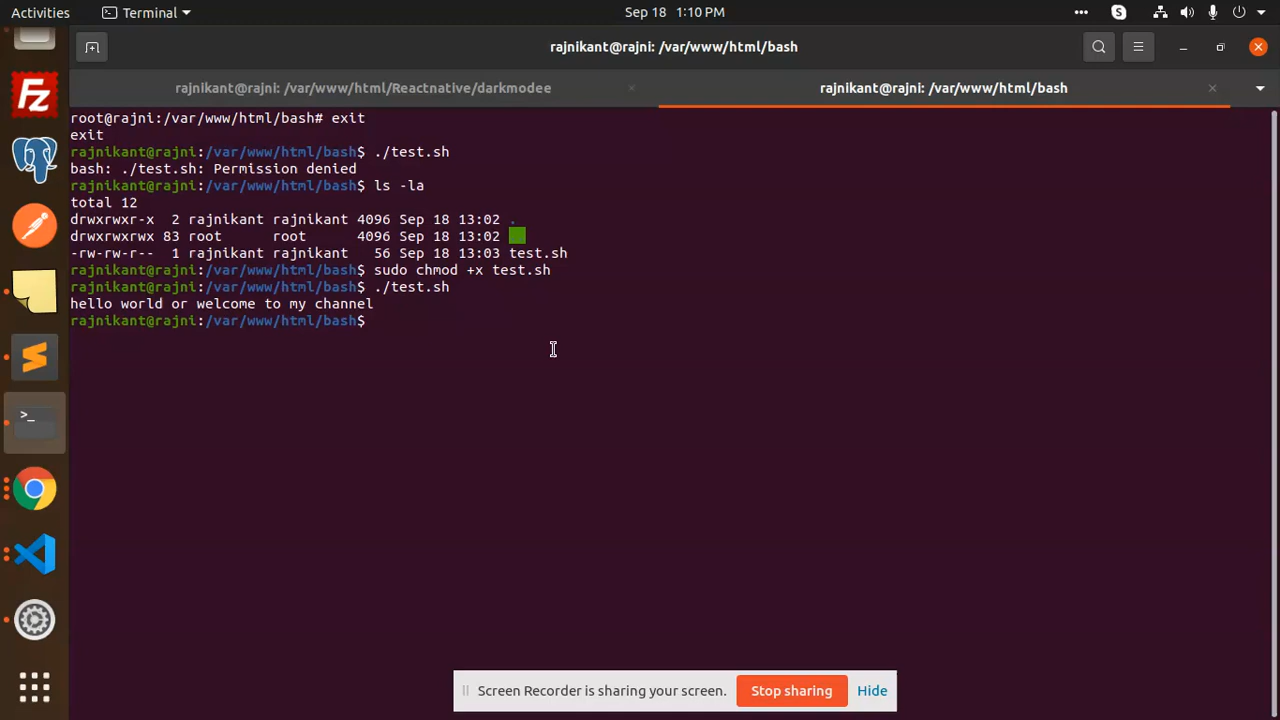 Activities Terminal Sep 18 1:10 PM
rajnikant@rajni: /var/www/html/bash
rajnikant@rajni: /var/www/html/Reactnative/darkmodee rajnikant@rajni: /var/www/html/bash
root@rajni:/var/www/html/bash# exit
exit
rajnikant@rajni:/var/www/html/bash$ ./test.sh
bash: ./test.sh: Permission denied
rajnikant@rajni:/var/www/html/bash$ ls -la
total 12
drwxrwxr-x 2 rajnikant rajnikant 4096 Sep 18 13:02 .
drwxrwxrwx 83 root root 4096 Sep 18 13:02
-rw-rw-r-- 1 rajnikant rajnikant 56 Sep 18 13:03 test.sh
rajnikant@rajni:/var/www/html/bash$ sudo chmod +x test.sh
rajnikant@rajni:/var/www/html/bash$ ./test.sh
hello world or welcome to my channel
rajnikant@rajni:/var/www/html/bash$
Screen Recorder is sharing your screen. Stop sharing Hide